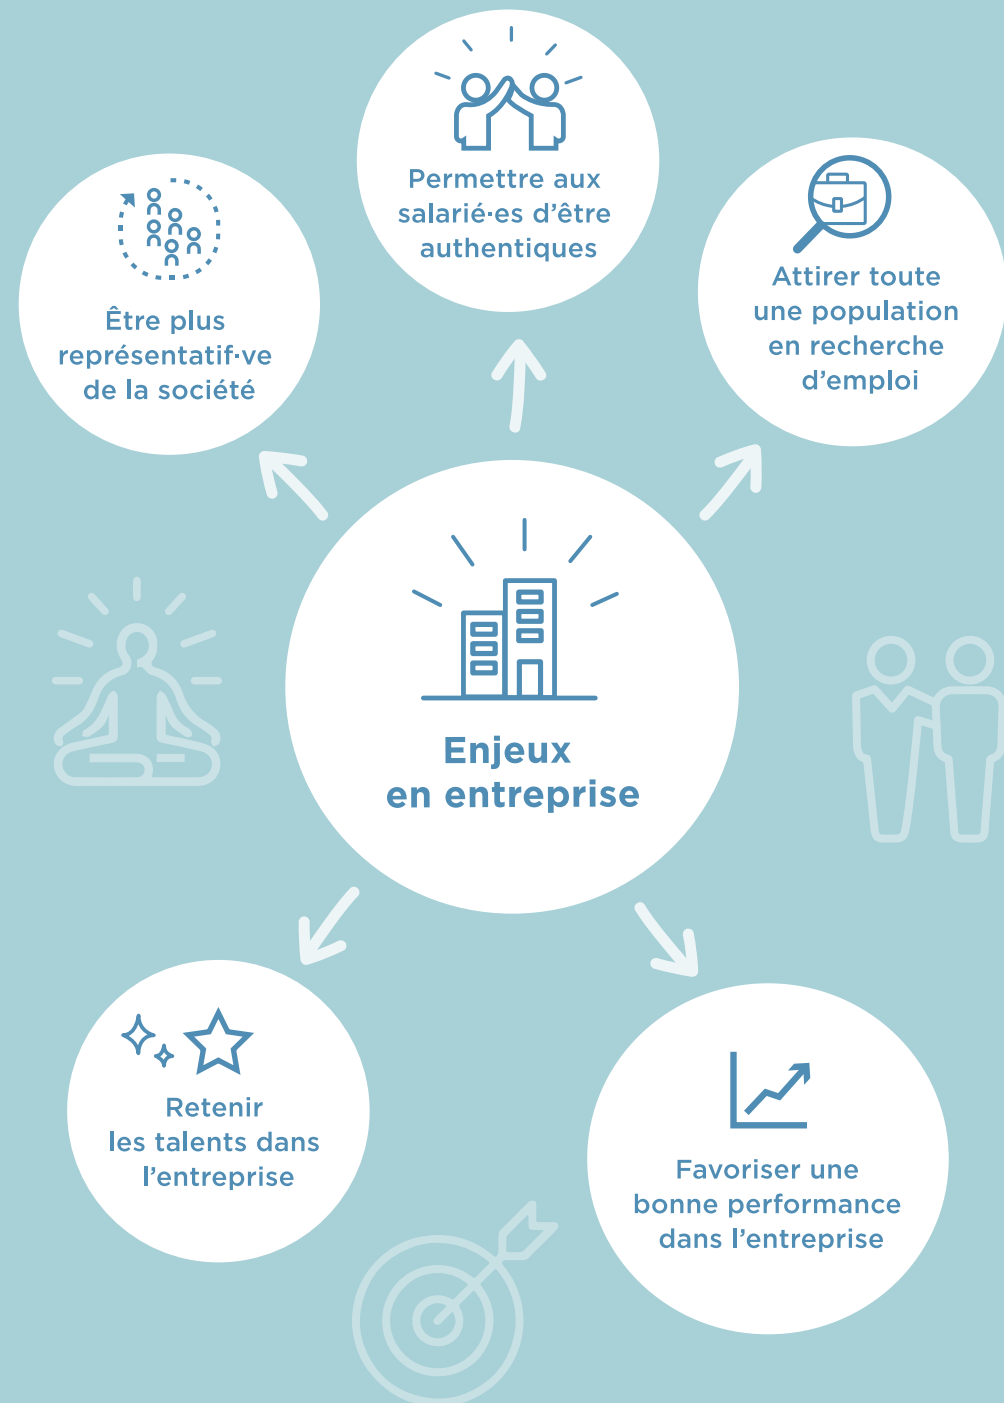 Permettre aux
salarié·es d’être
authentiques
Être plus
représentatif·ve
de la société
Attirer toute
une population
en recherche
d’emploi
Enjeux
en entreprise
Retenir
les talents dans
l’entreprise
Favoriser une
bonne performance
dans l’entreprise